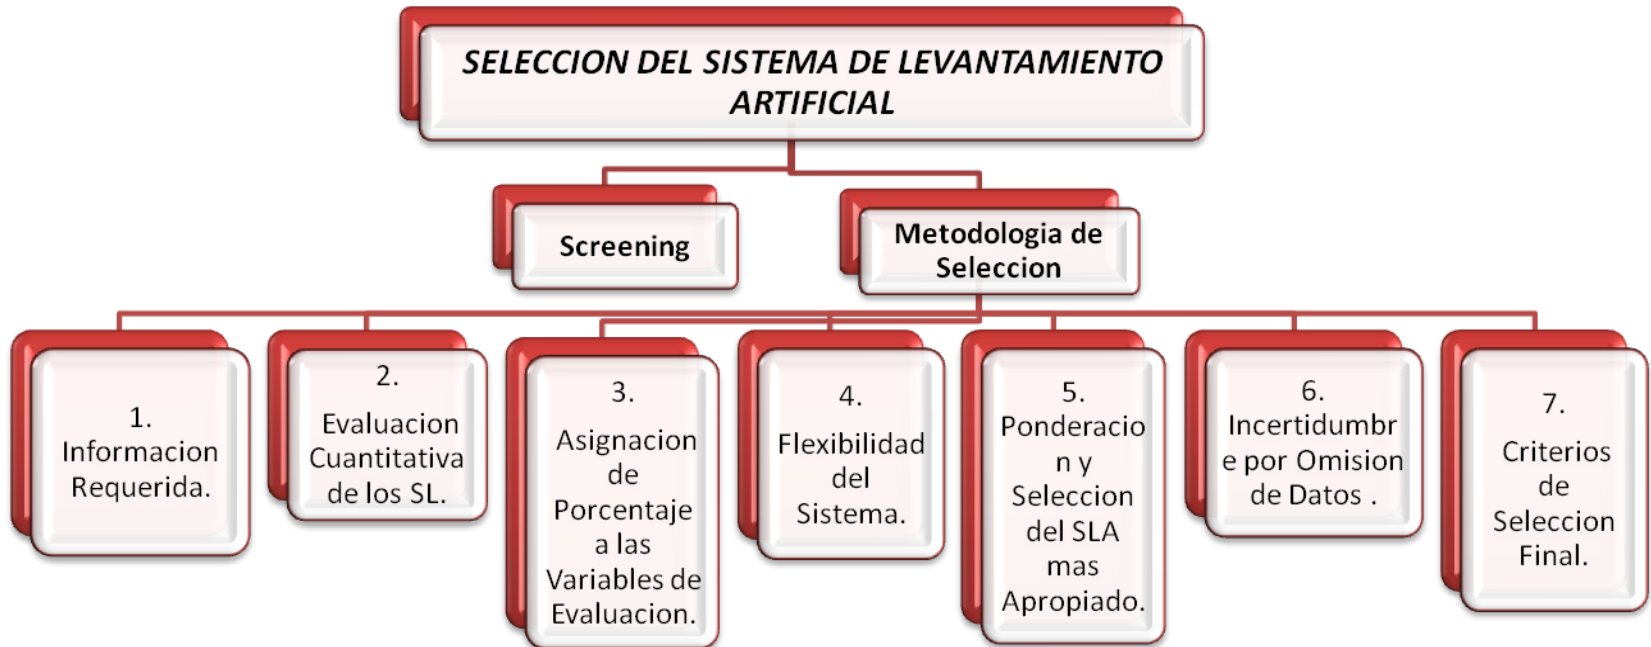 SELECCION DEL SISTEMA DE LEVANTAMIENTO
ARTIFICIAL
Screening
Metodologia de
Seleccion
1.
Informacion
Requerida.
2.
Evaluacion
Cuantitativa
de los SL.
3.
Asignacion
de
Porcentaje
a las
Variables de
Evaluacion.
4.
Flexibilidad
del
Sistema.
5.
Ponderacio
n y
Seleccion
del SLA
mas
Apropiado.
6.
Incertidumbr
e por Omision
de Datos .
7.
Criterios
de
Seleccion
Final.